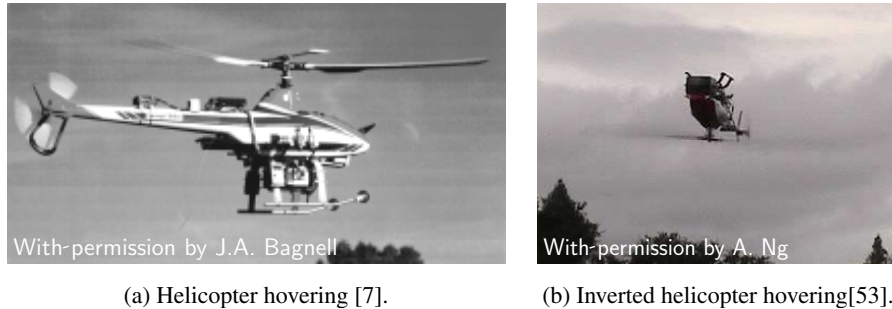 With-permission by J.A. Bagnell
With-permission by A. Ng
(a) Helicopter hovering [7].
(b) Inverted helicopter hovering[53].